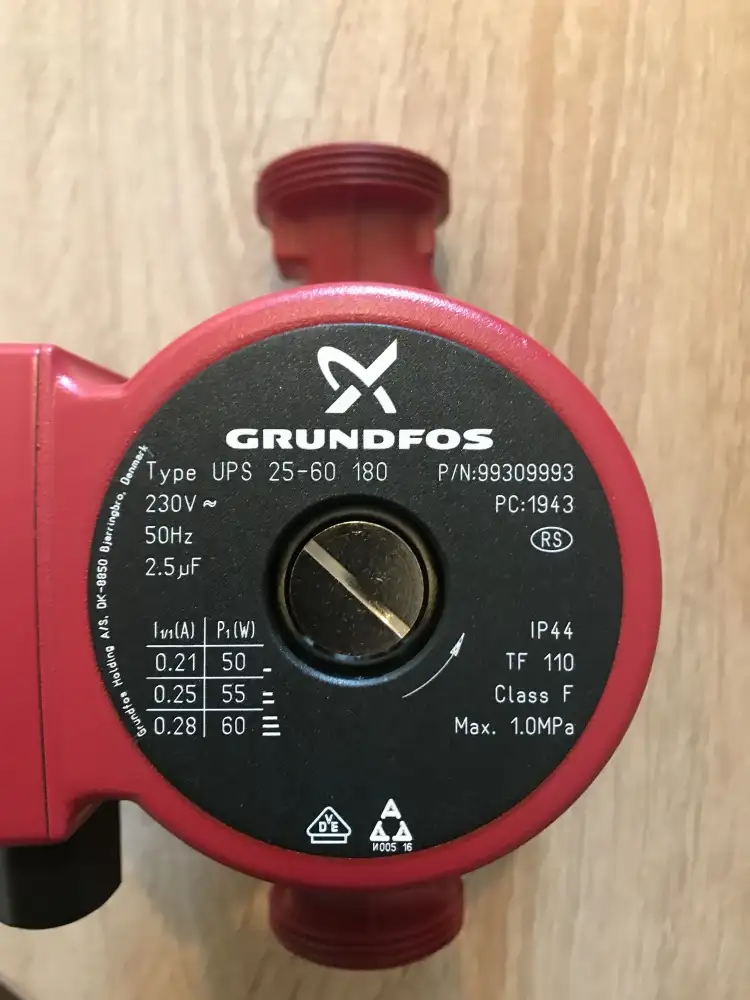 GRUNDFOS
Type UPS 25-60 180 P/N:99309993
230V ~ PC:1943
50Hz RS
2.5µF
I1/1(A) P1(W) IP44
0.21 50 TF 110
0.25 55 Class F
0.28 60 Max. 1.0MPa
Grundfos Holding A/S, DK-8850 Bjerringbro, Denmark
VDE
И005 16